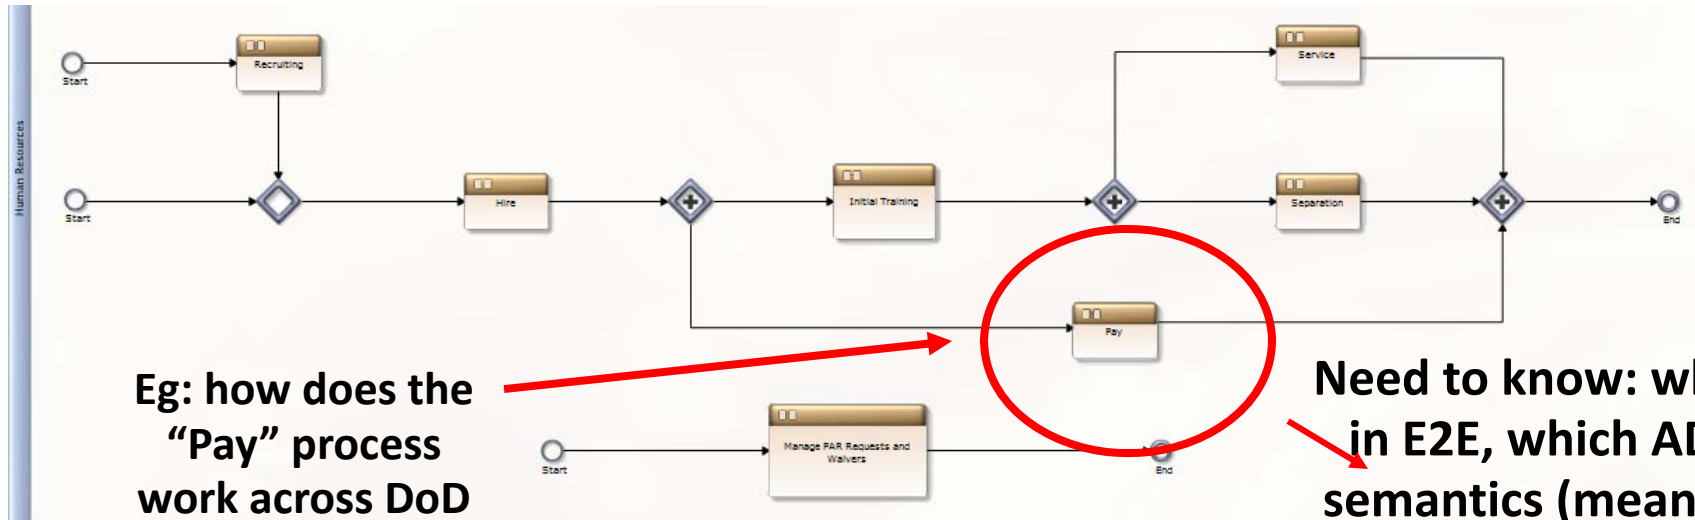 Human Resources
Start
Recruiting
Start
Hire
Initial Training
Service
Separation
End
Pay
Eg: how does the
“Pay” process
work across DoD
Start
Manage PAR Requests and
Waivers
End
Need to know:
in E2E, which
semantics